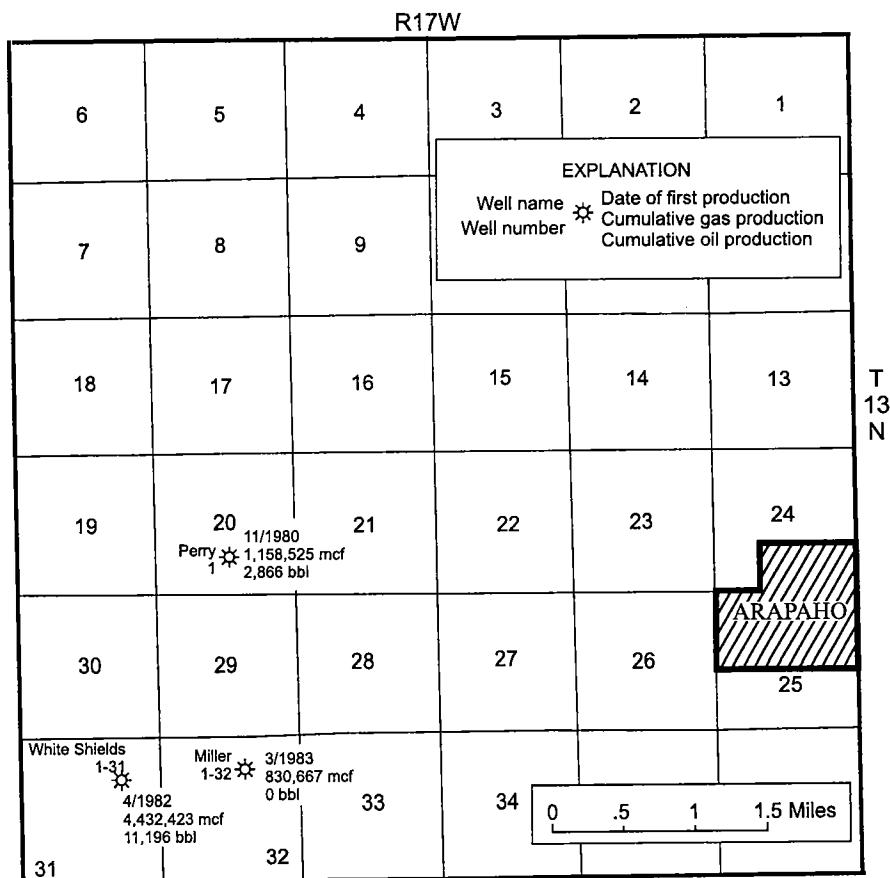 R17W
6 5 4 3 2 1
EXPLANATION
Well name
Well number
Date of first production
Cumulative gas production
Cumulative oil production
7 8 9
18 17 16 15 14 13
T
13
N
19 20 21 22 23 24
Perry
1
11/1980
1,158,525 mcf
2,866 bbl
ARAPAHO
30 29 28 27 26
25
White Shields
1-31
4/1982
4,432,423 mcf
11,196 bbl
Miller
1-32
3/1983
830,667 mcf
0 bbl
33 34
0 .5 1 1.5 Miles
31 32